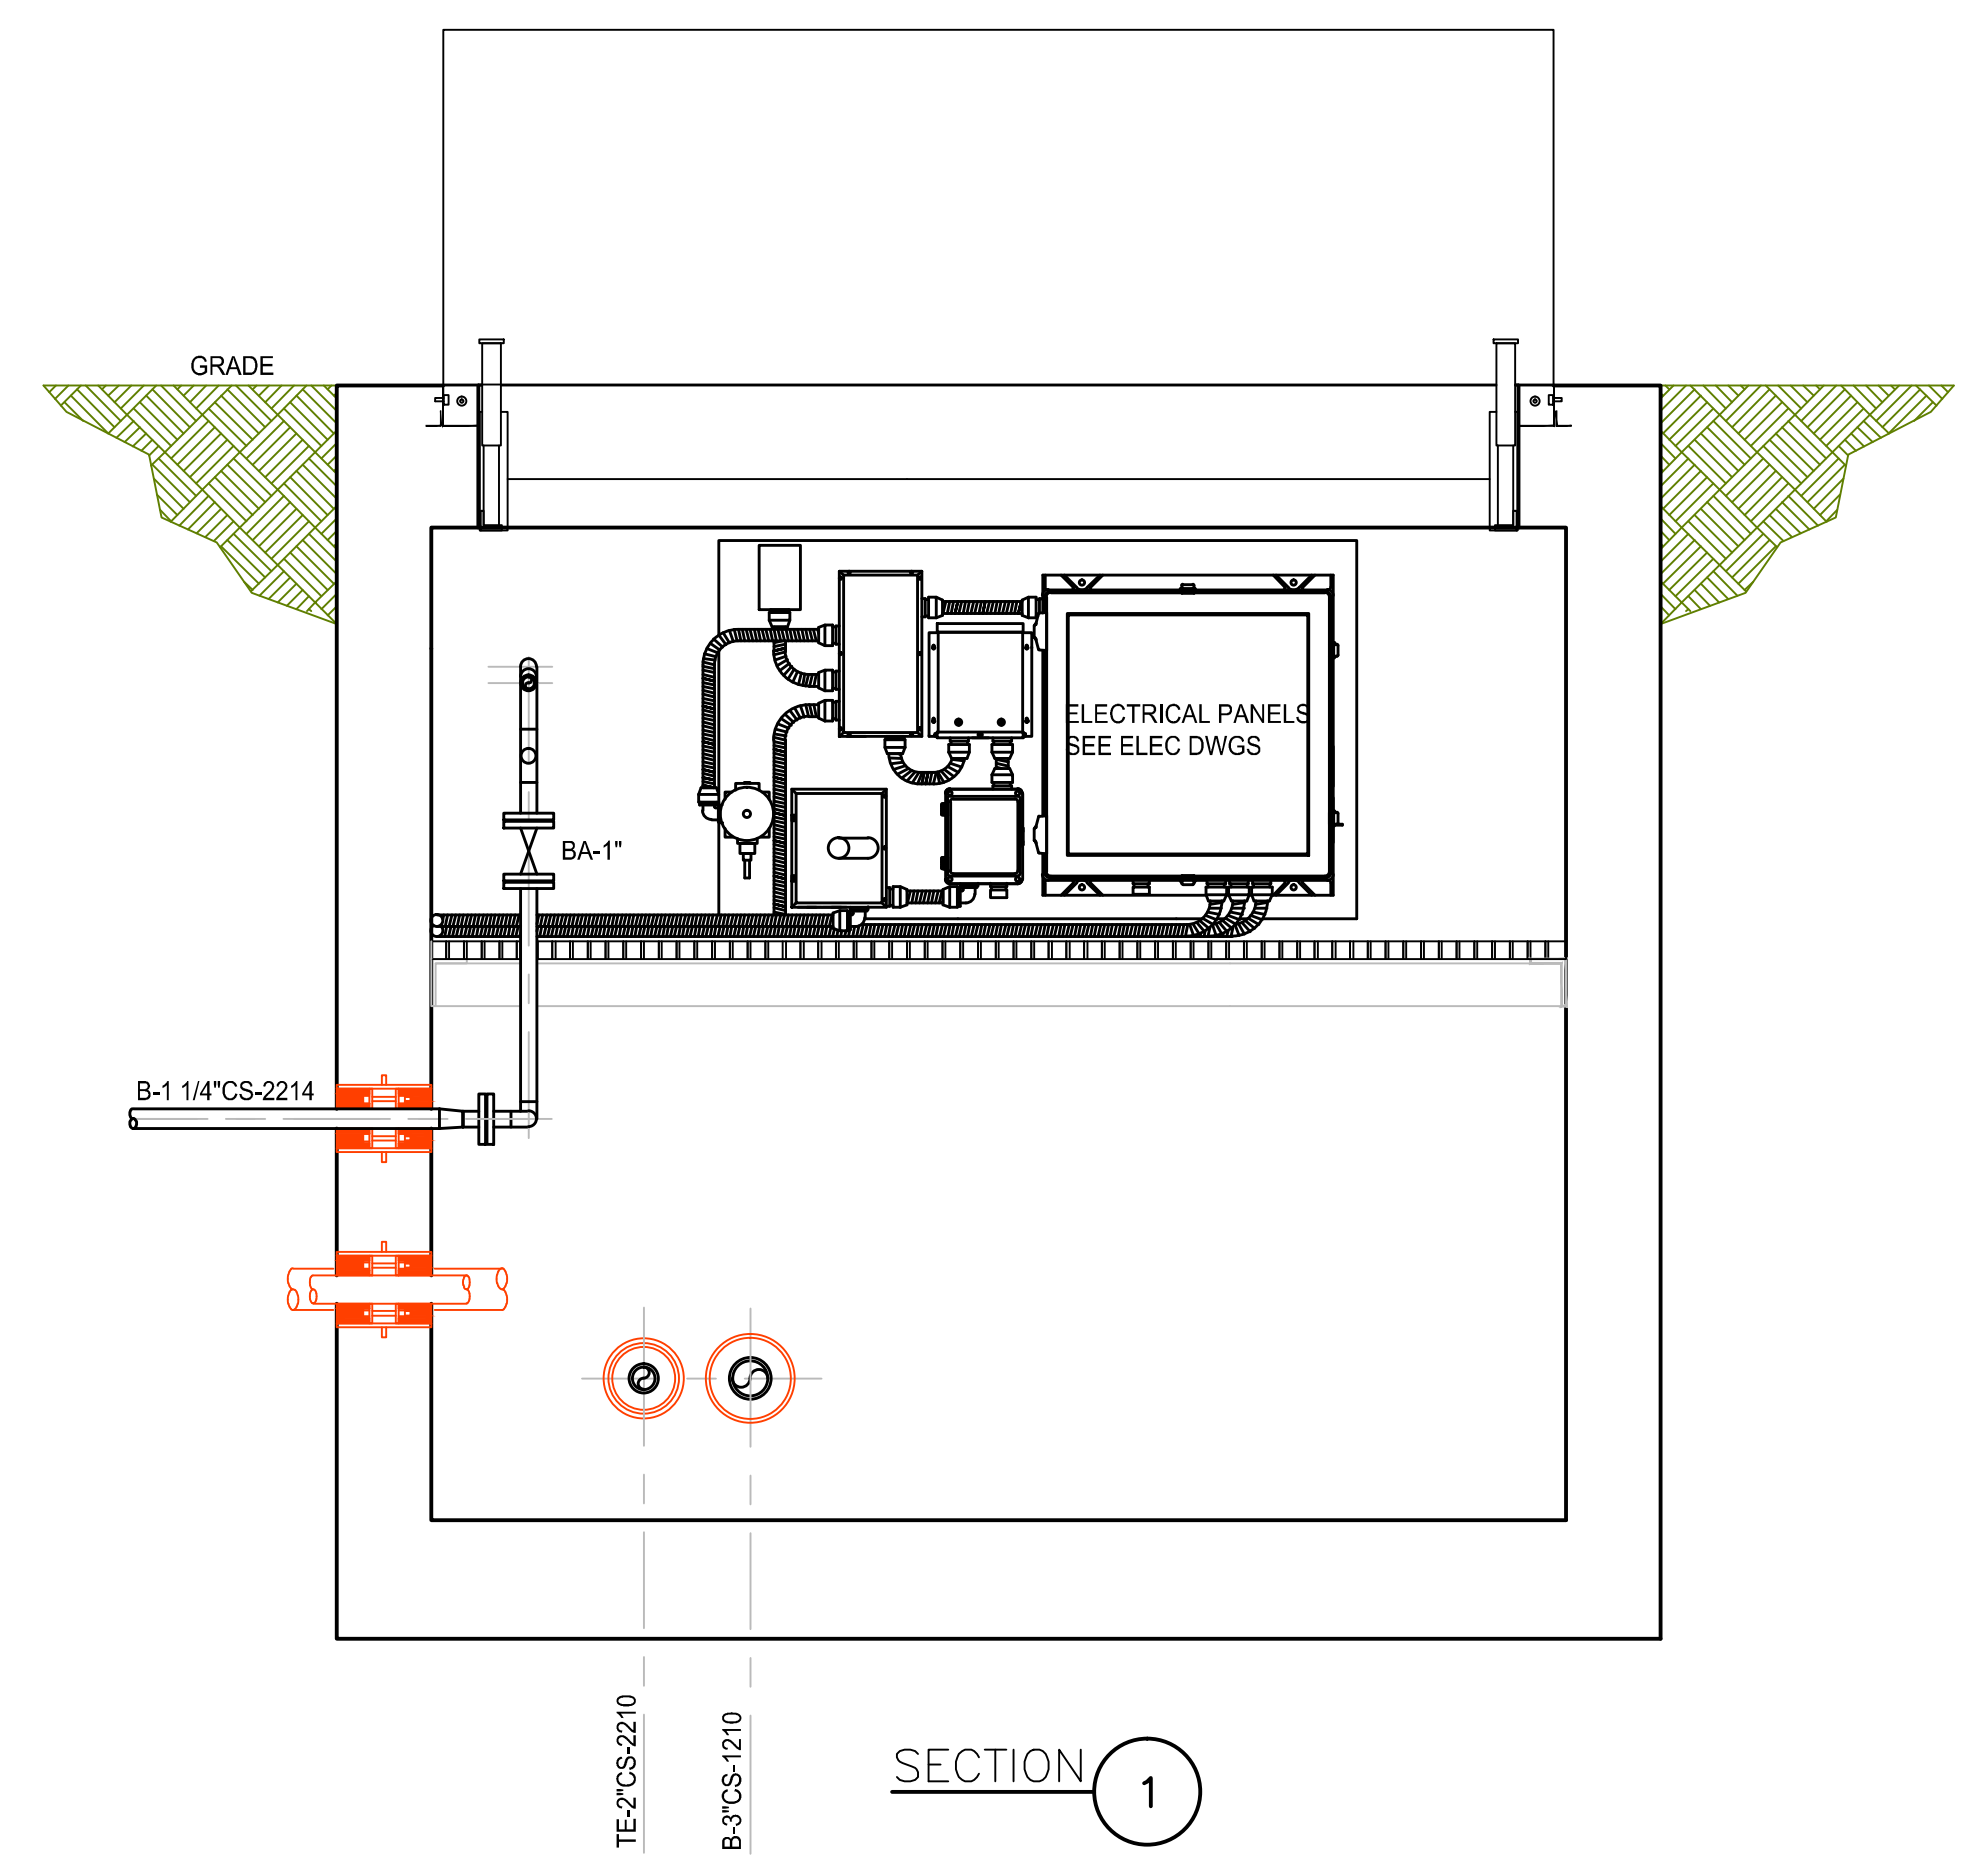 GRADE
ELECTRICAL PANELS
SEE ELEC DWGS
BA-1"
B-1 1/4"CS-2214
TE-2"CS-2210
B-3"CS-1210
SECTION 1